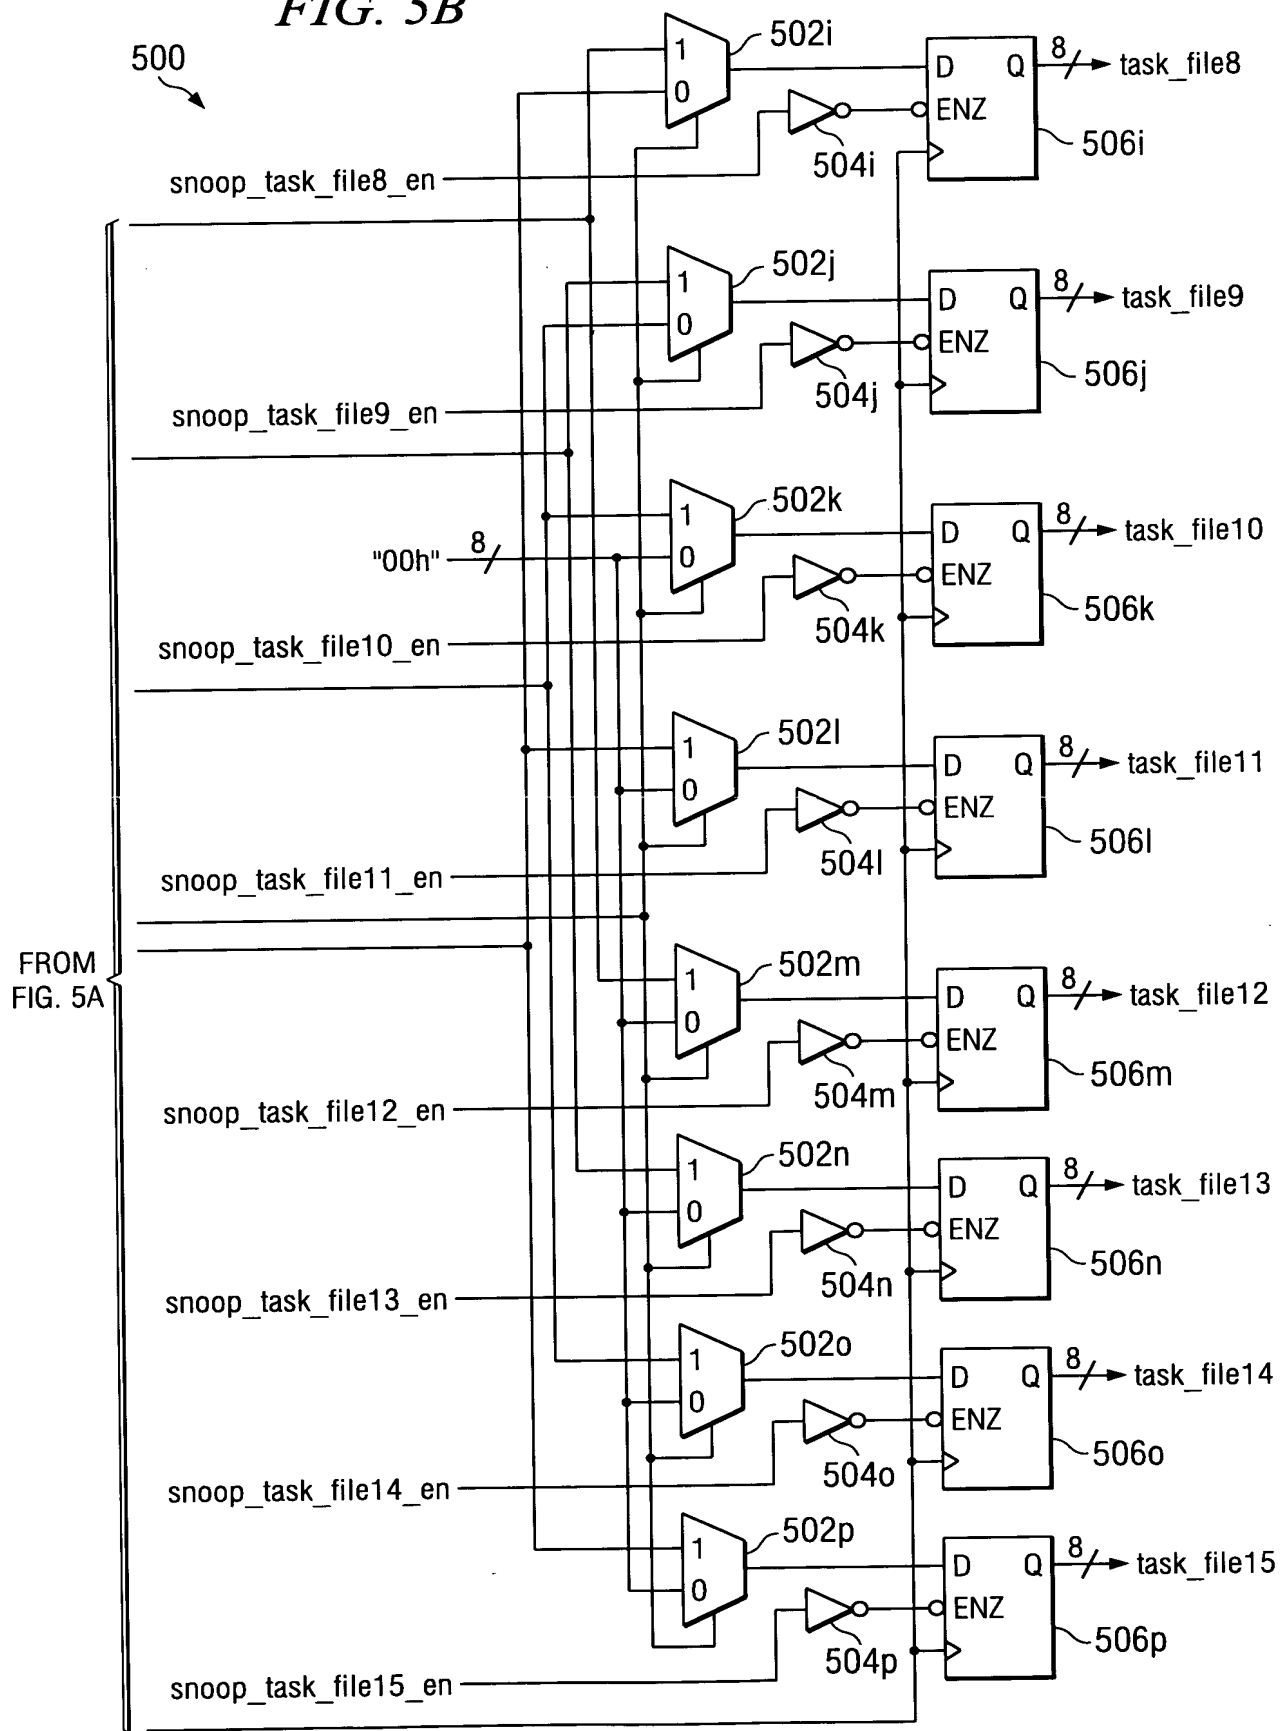 FIG. 5B
500
1
0
502i
504i
D Q
ENZ
8
task_file8
506i
snoop_task_file8_en
1
0
502j
504j
D Q
ENZ
8
task_file9
506j
snoop_task_file9_en
"00h"
8
1
0
502k
504k
D Q
ENZ
8
task_file10
506k
snoop_task_file10_en
1
0
502l
504l
D Q
ENZ
8
task_file11
506l
snoop_task_file11_en
FROM
FIG. 5A
1
0
502m
504m
D Q
ENZ
8
task_file12
506m
snoop_task_file12_en
1
0
502n
504n
D Q
ENZ
8
task_file13
506n
snoop_task_file13_en
1
0
502o
504o
D Q
ENZ
8
task_file14
506o
snoop_task_file14_en
1
0
502p
504p
D Q
ENZ
8
task_file15
506p
snoop_task_file15_en